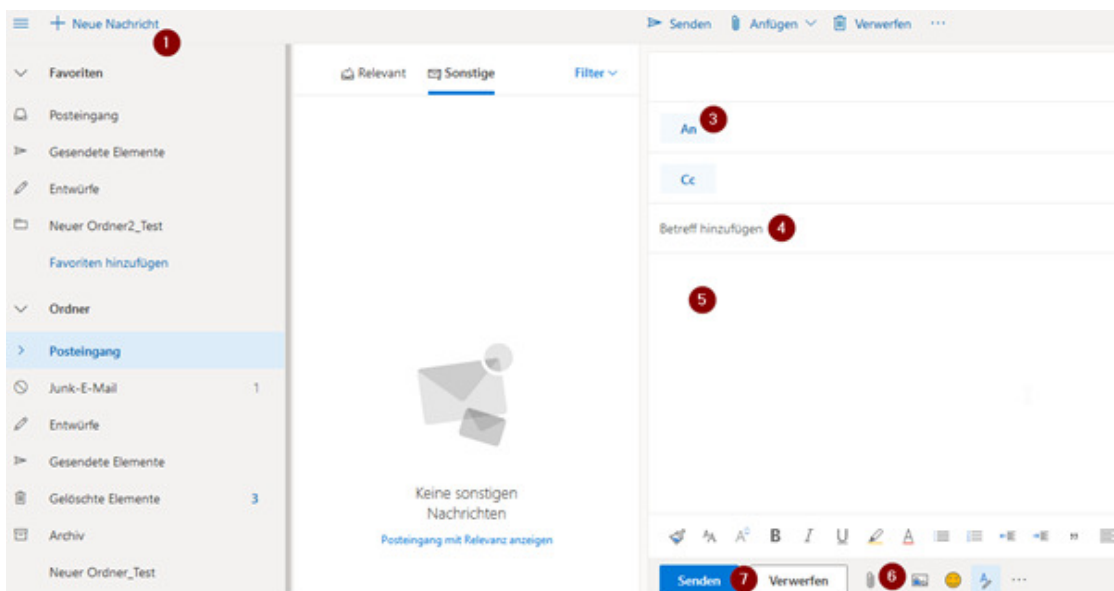 Neue Nachricht
1
Senden Anfügen Verwerfen ...
Favoriten
Posteingang
Gesendete Elemente
Entwürfe
Neuer Ordner2_Test
Favoriten hinzufügen
Ordner
Posteingang
Junk-E-Mail 1
Entwürfe
Gesendete Elemente
Gelöschte Elemente 3
Archiv
Neuer Ordner_Test
Relevant Sonstige Filter
Keine sonstigen
Nachrichten
Posteingang mit Relevanz anzeigen
An 3
Cc
Betreff hinzufügen 4
5
B I U A
Senden 7 Verwerfen 6 ...